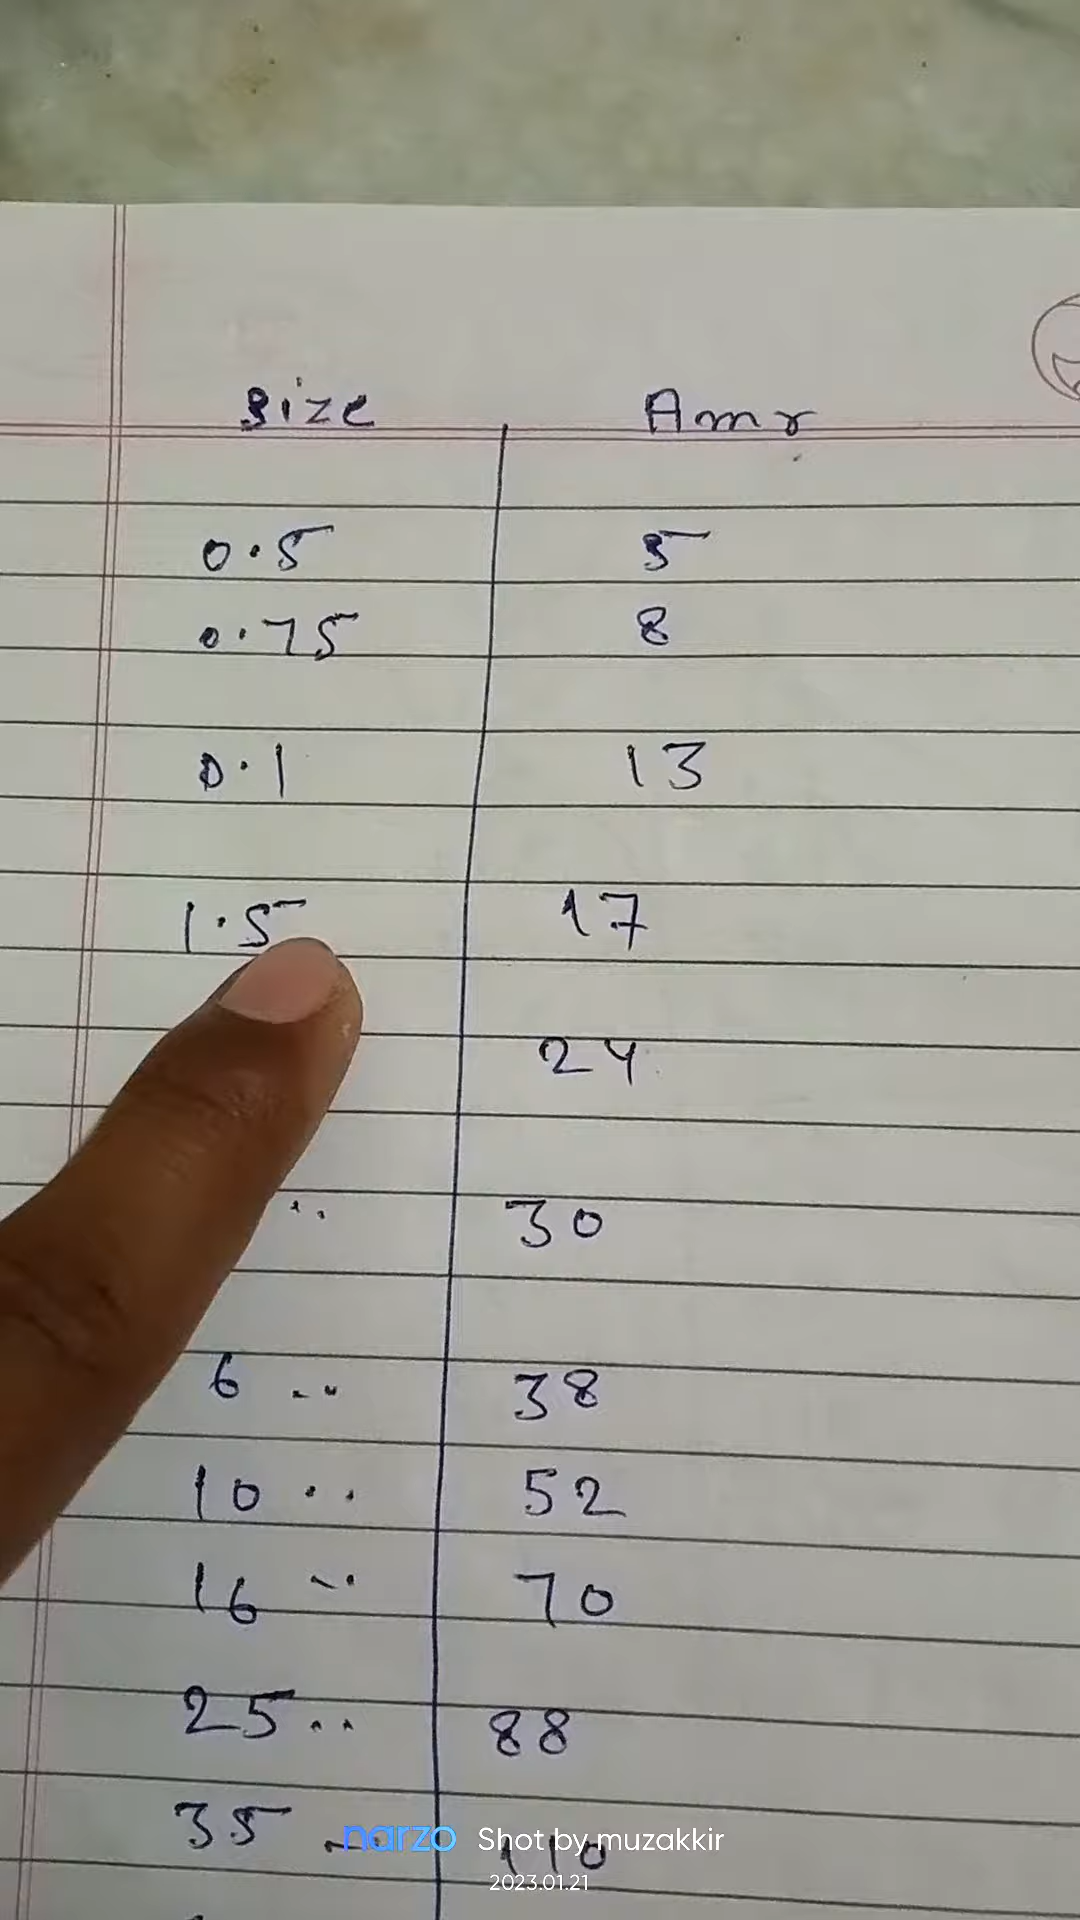 size Amr
0.5 5
0.75 8
0.1 13
1.5 17
24
.. 30
6 .. 38
10 .. 52
16 .. 70
25 .. 88
35 .. 110
narzo Shot by muzakkir
2023.01.21